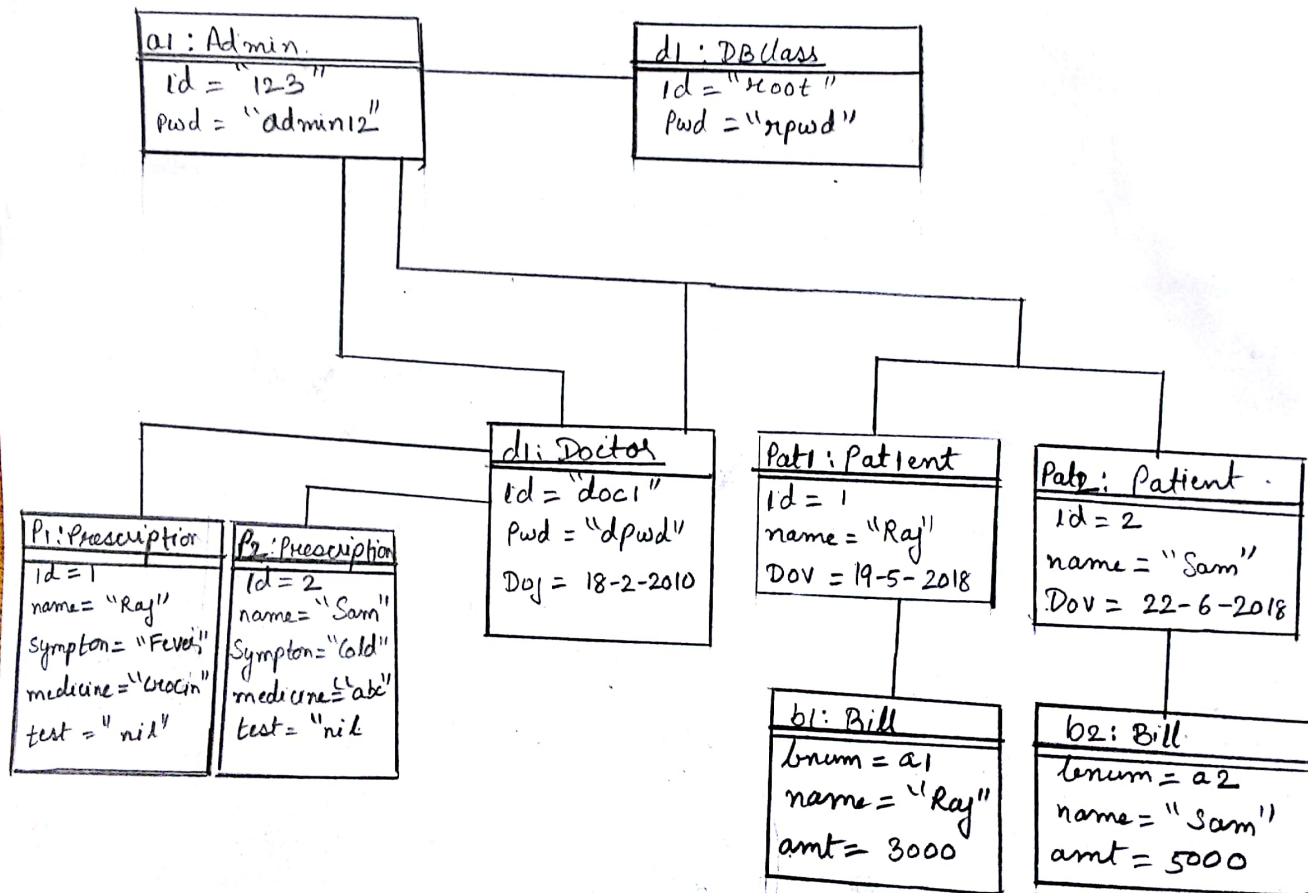 a1 : Admin.
id = "123"
Pwd = "admin12"
d1 : DBClass
id = "root"
Pwd = "rpwd"
d1: Doctor
id = "doc1"
Pwd = "dpwd"
Doj = 18-2-2010
Pat1 : Patient
id = 1
name = "Raj"
DOV = 19-5-2018
Pat2 : Patient
id = 2
name = "Sam"
DOV = 22-6-2018
P1: Prescription
id = 1
name = "Raj"
Sympton = "Fever"
medicine = "crocin"
test = "nil"
P2: Prescription
id = 2
name = "Sam"
Sympton = "Cold"
medicine = "abc"
test = "nil
b1: Bill
bnum = a1
name = "Raj"
amt = 3000
b2: Bill
bnum = a2
name = "Sam"
amt = 5000